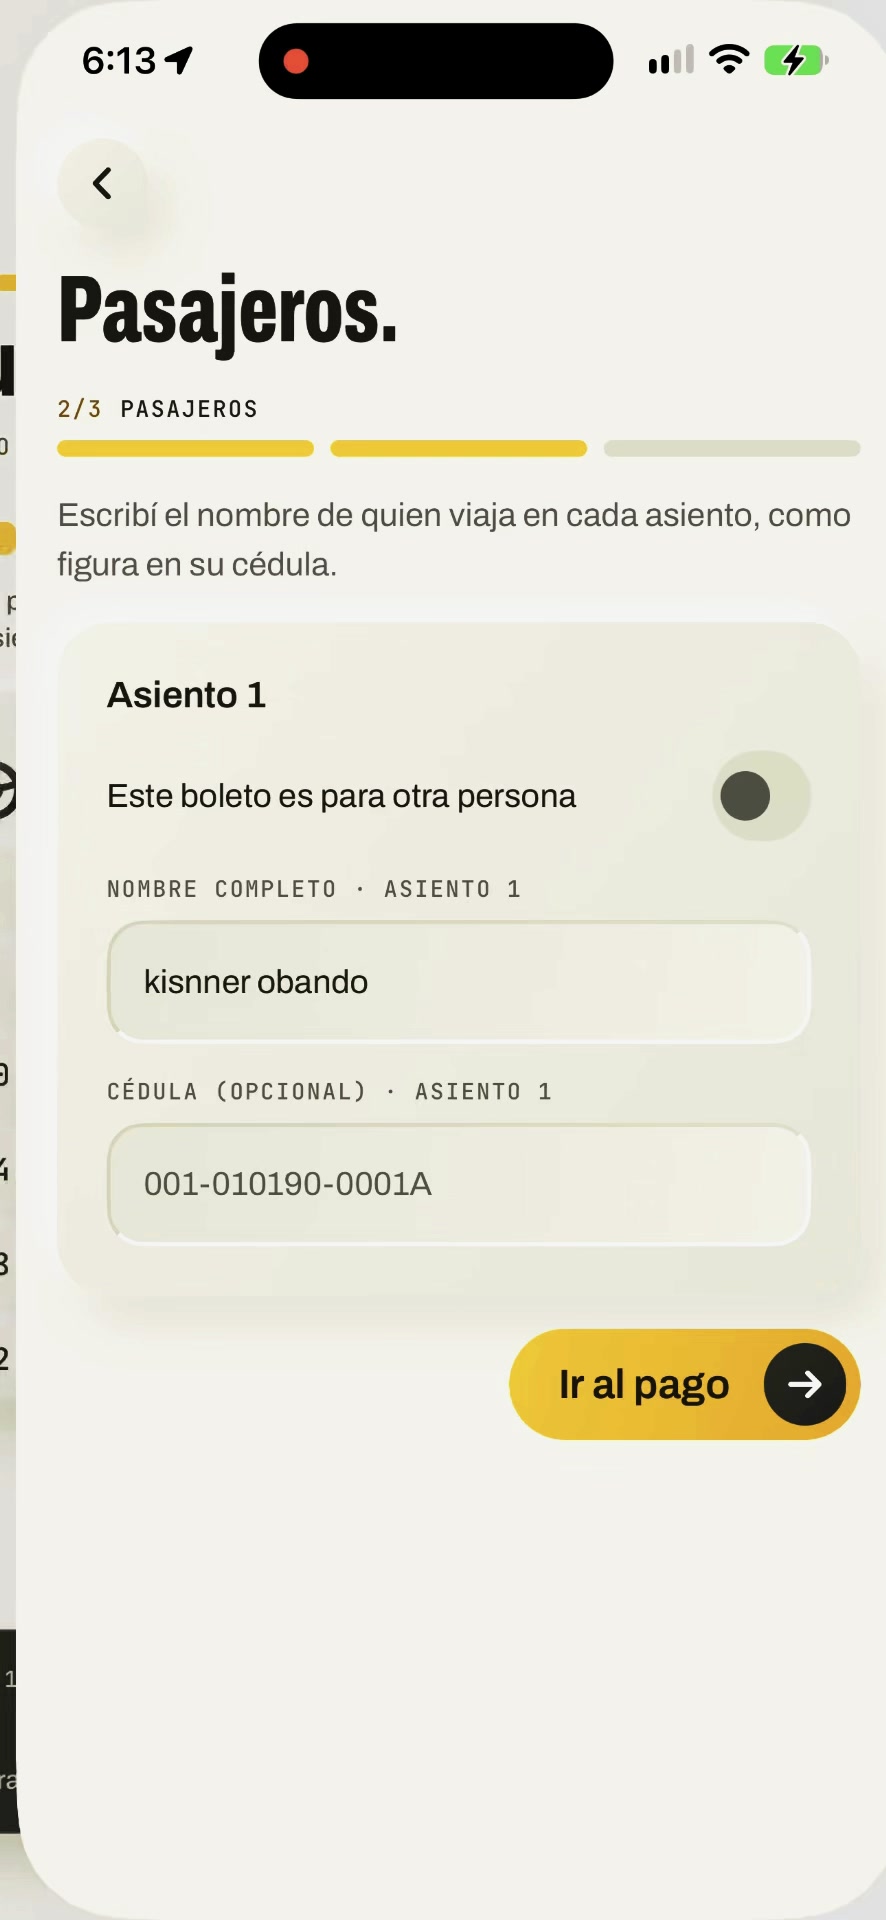 6:13
Pasajeros.
2/3 PASAJEROS
Escribí el nombre de quien viaja en cada asiento, como
figura en su cédula.
Asiento 1
Este boleto es para otra persona
NOMBRE COMPLETO · ASIENTO 1
kisnner obando
CÉDULA (OPCIONAL) · ASIENTO 1
001-010190-0001A
Ir al pago